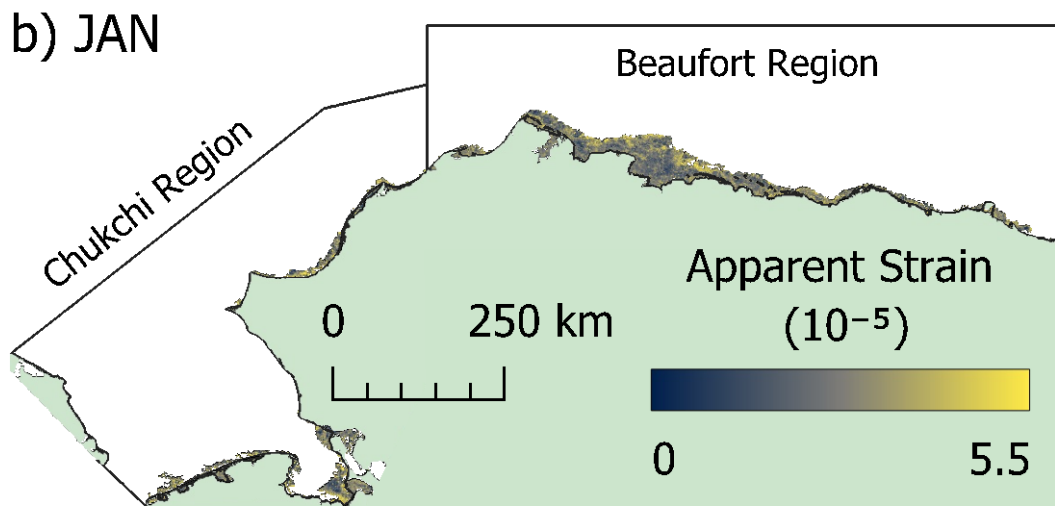 b) JAN
Beaufort Region
Chukchi Region
Apparent Strain
(10⁻⁵)
0 250 km
0 5.5